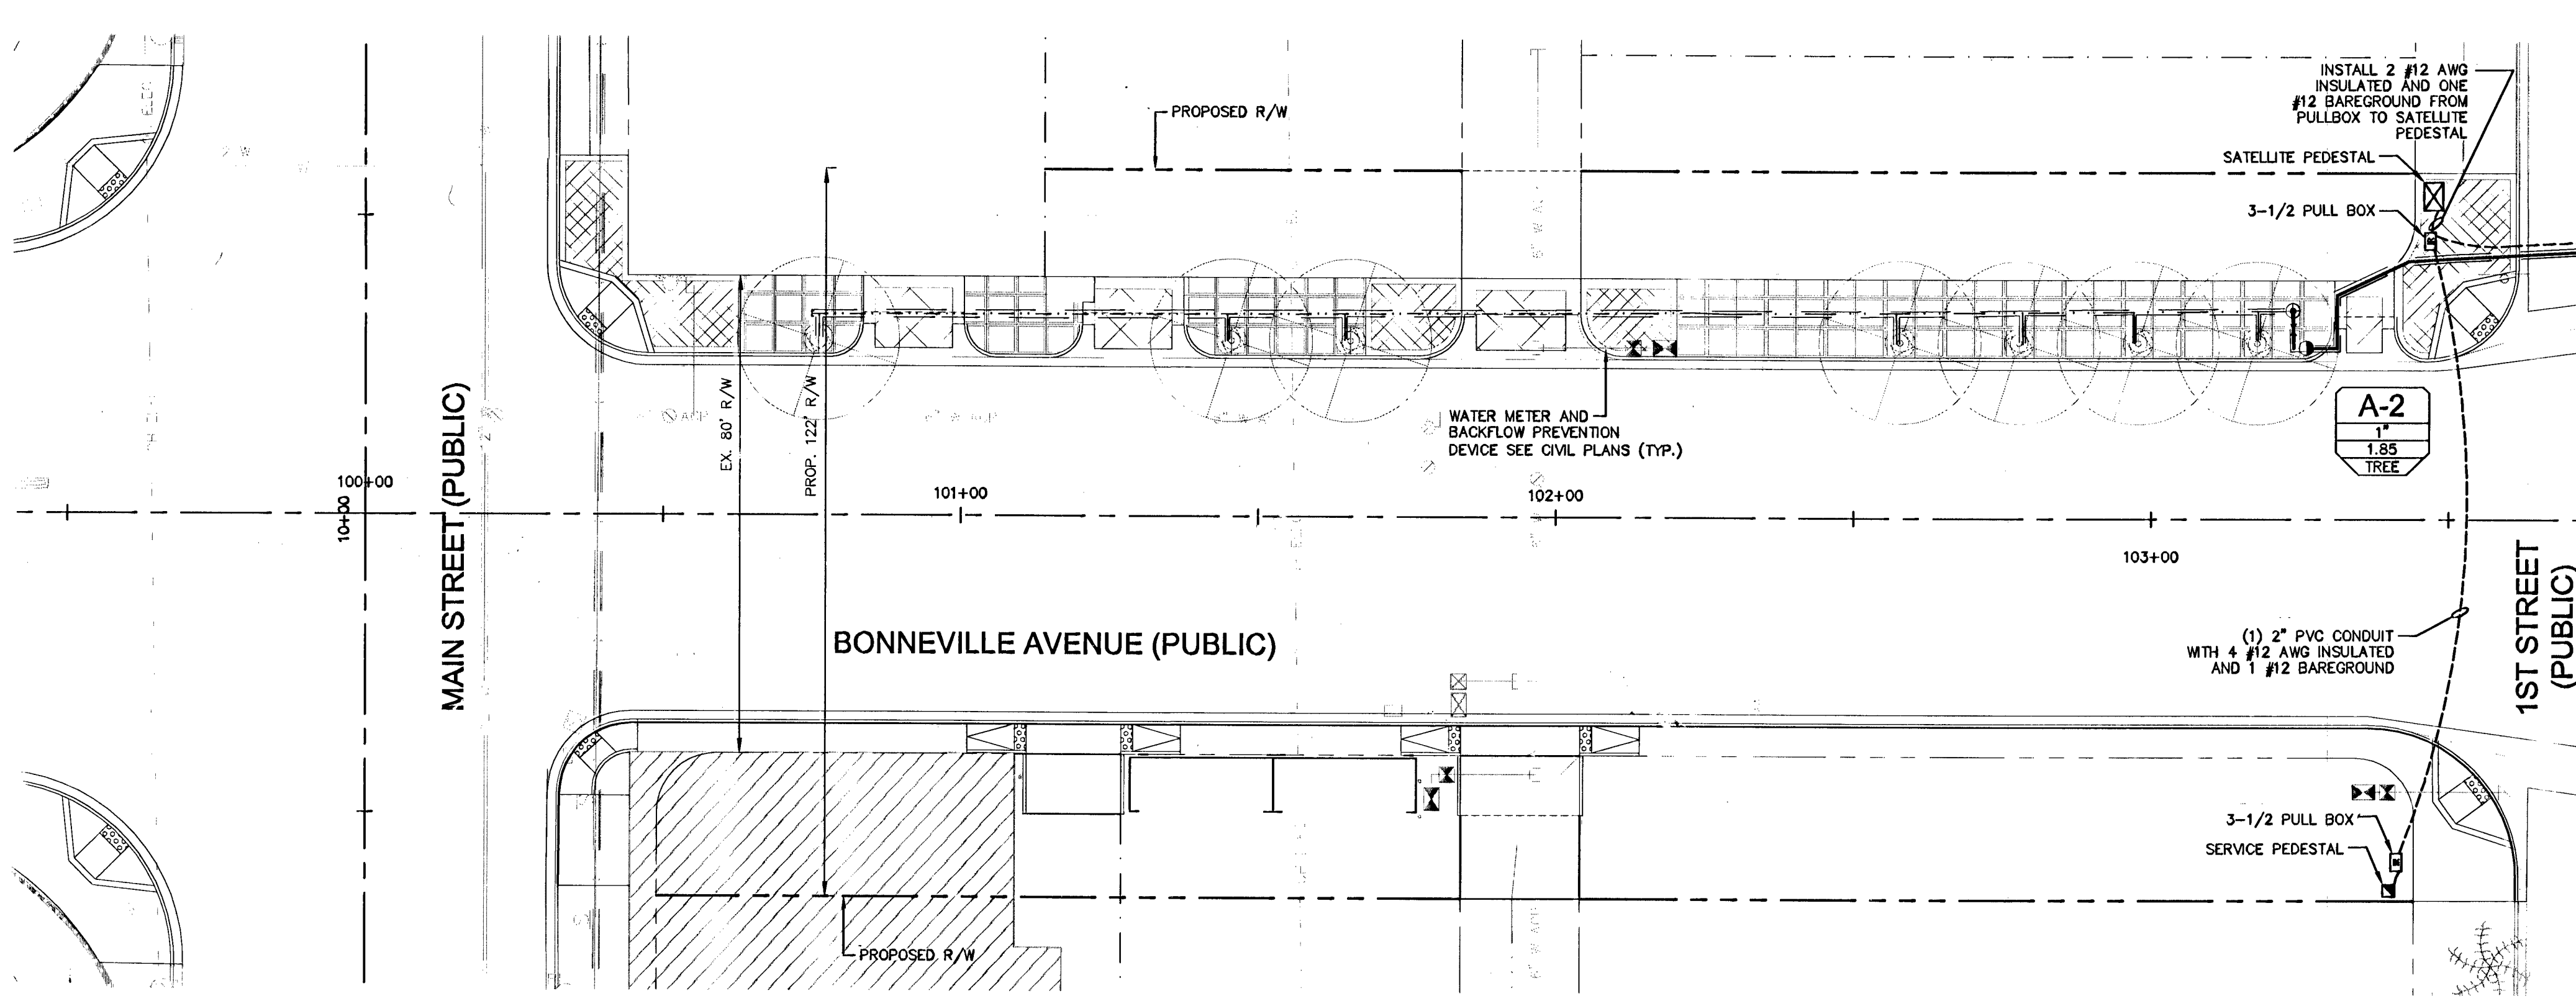 INSTALL 2 #12 AWG
INSULATED AND ONE
#12 BAREGROUND FROM
PULLBOX TO SATELLITE
PEDESTAL
PROPOSED R/W
SATELLITE PEDESTAL
3-1/2 PULL BOX
EX. 80' R/W
PROP. 122' R/W
WATER METER AND
BACKFLOW PREVENTION
DEVICE SEE CIVIL PLANS (TYP.)
A-2
1"
1.85
TREE
MAIN STREET (PUBLIC)
100+00
10+00
101+00
102+00
103+00
BONNEVILLE AVENUE (PUBLIC)
1ST STREET
(PUBLIC)
(1) 2" PVC CONDUIT
WITH 4 #12 AWG INSULATED
AND 1 #12 BAREGROUND
3-1/2 PULL BOX
SERVICE PEDESTAL
PROPOSED R/W